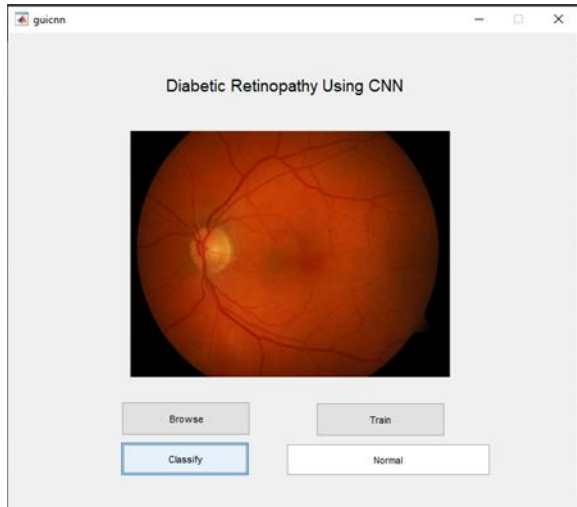 guicnn
Diabetic Retinopathy Using CNN
Browse
Train
Classify
Normal